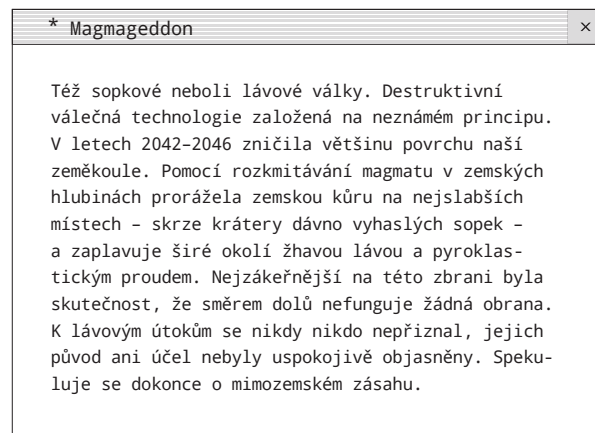 * Magmageddon ×
Též sopkové neboli lávové války. Destruktivní
válečná technologie založená na neznámém principu.
V letech 2042–2046 zničila většinu povrchu naší
zeměkoule. Pomocí rozkmitávání magmatu v zemských
hlubinách prorážela zemskou kůru na nejslabších
místech – skrze krátery dávno vyhaslých sopek –
a zaplavuje širé okolí žhavou lávou a pyroklas-
tickým proudem. Nejzákeřnější na této zbrani byla
skutečnost, že směrem dolů nefunguje žádná obrana.
K lávovým útokům se nikdy nikdo nepřiznal, jejich
původ ani účel nebyly uspokojivě objasněny. Speku-
luje se dokonce o mimozemském zásahu.